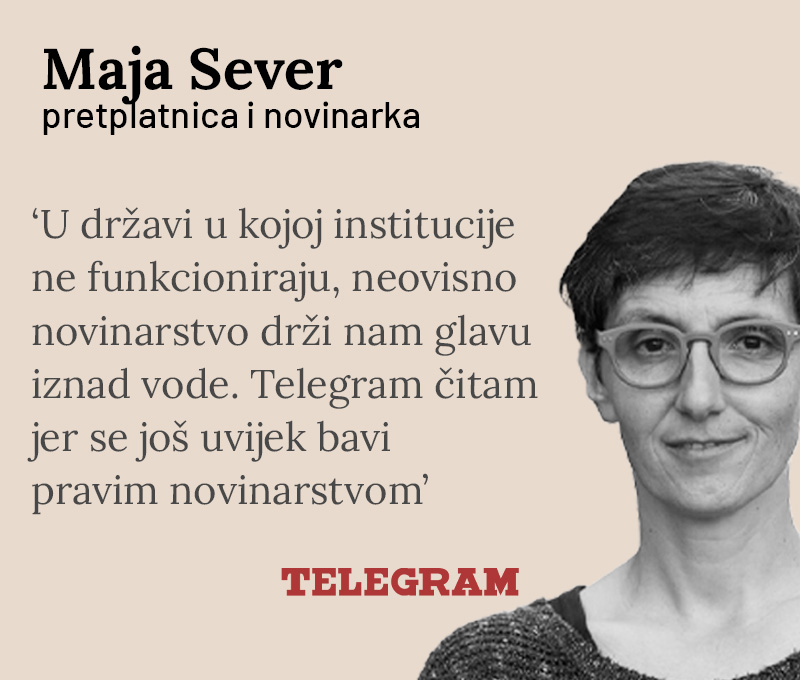 Maja Sever
pretplatnica i novinarka
‘U državi u kojoj institucije
ne funkcioniraju, neovisno
novinarstvo drži nam glavu
iznad vode. Telegram čitam
jer se još uvijek bavi
pravim novinarstvom’
TELEGRAM